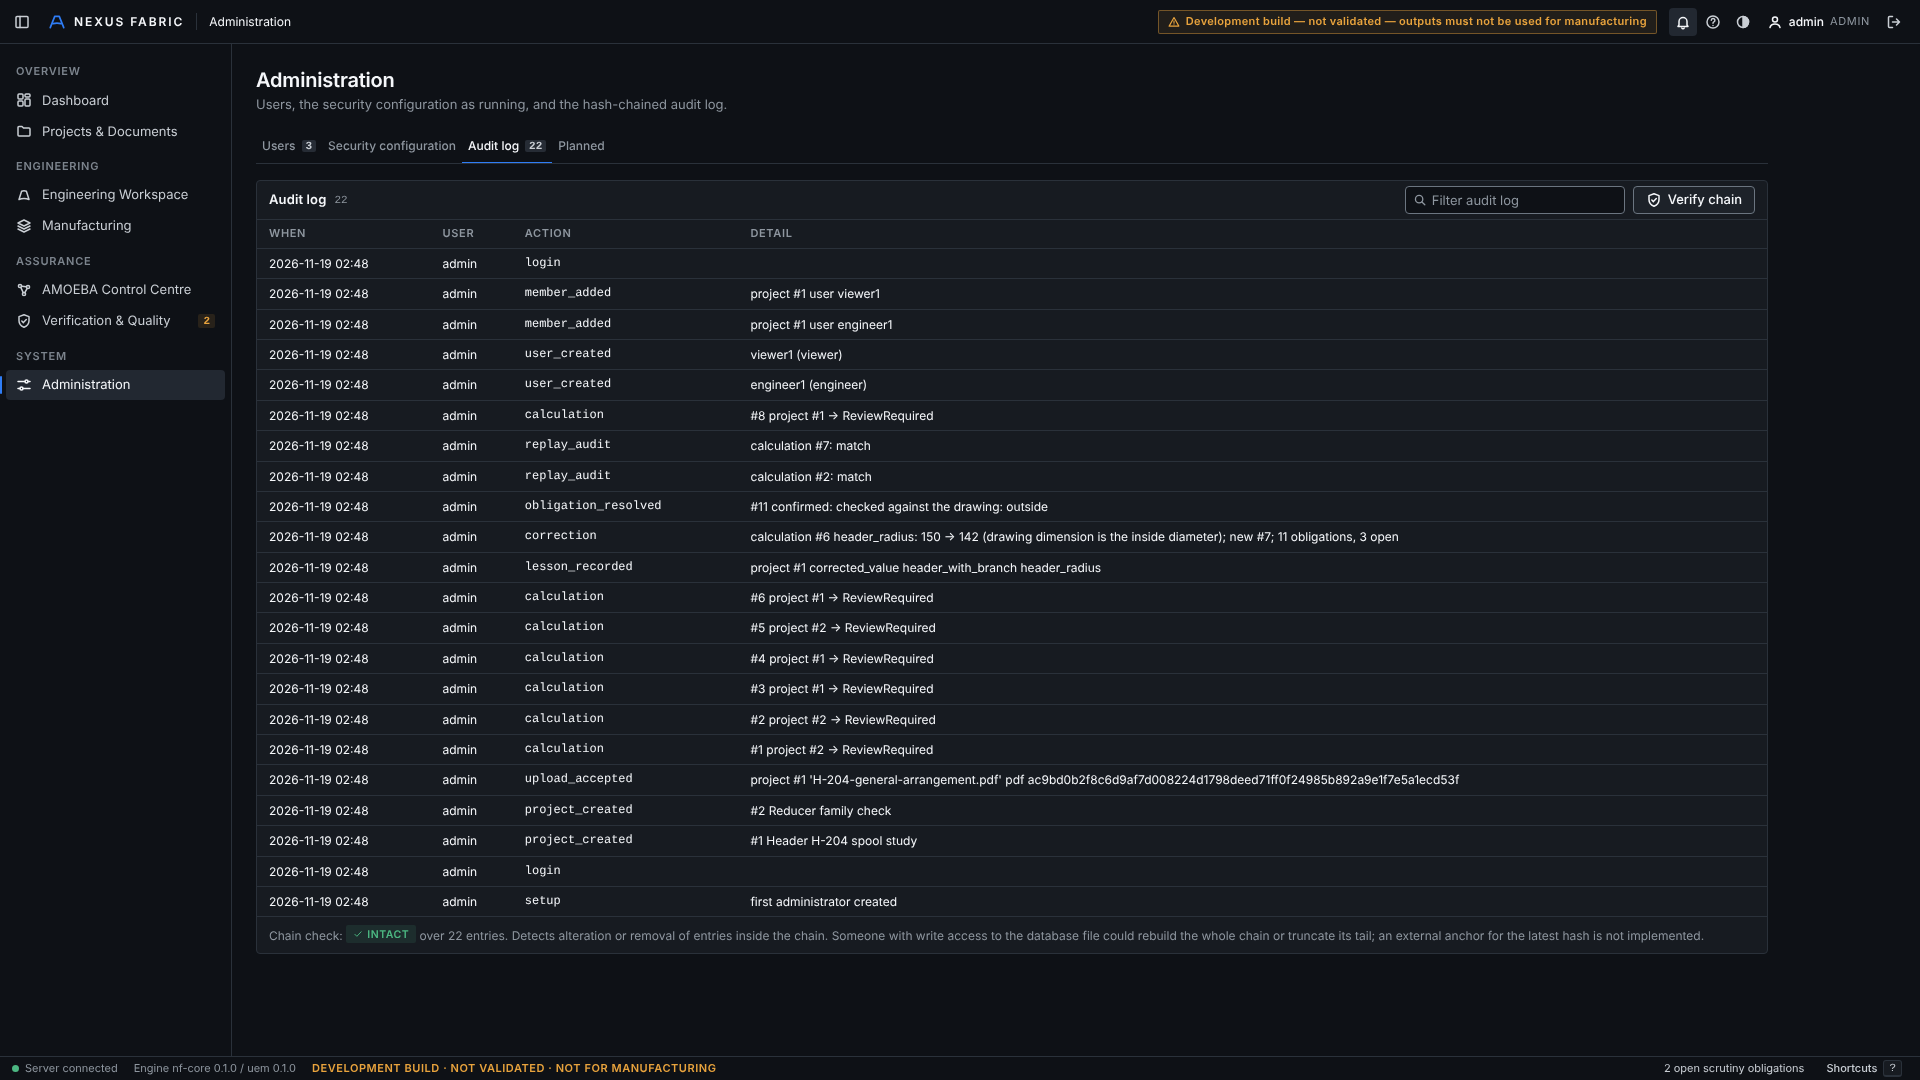 NEXUS FABRIC Administration Development build — not validated — outputs must not be used for manufacturing admin ADMIN
OVERVIEW
Dashboard
Projects & Documents
ENGINEERING
Engineering Workspace
Manufacturing
ASSURANCE
AMOEBA Control Centre
Verification & Quality 2
SYSTEM
Administration
Administration
Users, the security configuration as running, and the hash-chained audit log.
Users 3 Security configuration Audit log 22 Planned
Audit log 22 Filter audit log Verify chain
WHEN USER ACTION DETAIL
2026-11-19 02:48 admin login
2026-11-19 02:48 admin member_added project #1 user viewer1
2026-11-19 02:48 admin member_added project #1 user engineer1
2026-11-19 02:48 admin user_created viewer1 (viewer)
2026-11-19 02:48 admin user_created engineer1 (engineer)
2026-11-19 02:48 admin calculation #8 project #1 → ReviewRequired
2026-11-19 02:48 admin replay_audit calculation #7: match
2026-11-19 02:48 admin replay_audit calculation #2: match
2026-11-19 02:48 admin obligation_resolved #11 confirmed: checked against the drawing: outside
2026-11-19 02:48 admin correction calculation #6 header_radius: 150 → 142 (drawing dimension is the inside diameter); new #7; 11 obligations, 3 open
2026-11-19 02:48 admin lesson_recorded project #1 corrected_value header_with_branch header_radius
2026-11-19 02:48 admin calculation #6 project #1 → ReviewRequired
2026-11-19 02:48 admin calculation #5 project #2 → ReviewRequired
2026-11-19 02:48 admin calculation #4 project #1 → ReviewRequired
2026-11-19 02:48 admin calculation #3 project #1 → ReviewRequired
2026-11-19 02:48 admin calculation #2 project #2 → ReviewRequired
2026-11-19 02:48 admin calculation #1 project #2 → ReviewRequired
2026-11-19 02:48 admin upload_accepted project #1 'H-204-general-arrangement.pdf' pdf ac9bd0b2f8c6d9af7d008224d1798deed71ff0f24985b892a9e1f7e5a1ecd53f
2026-11-19 02:48 admin project_created #2 Reducer family check
2026-11-19 02:48 admin project_created #1 Header H-204 spool study
2026-11-19 02:48 admin login
2026-11-19 02:48 admin setup first administrator created
Chain check: ✓ INTACT over 22 entries. Detects alteration or removal of entries inside the chain. Someone with write access to the database file could rebuild the whole chain or truncate its tail; an external anchor for the latest hash is not implemented.
Server connected Engine nf-core 0.1.0 / uem 0.1.0 DEVELOPMENT BUILD · NOT VALIDATED · NOT FOR MANUFACTURING 2 open scrutiny obligations Shortcuts ?